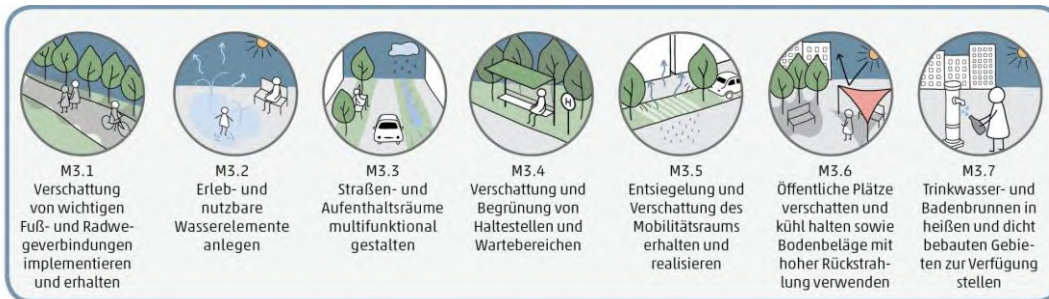 H
M3.1
Verschattung
von wichtigen
Fuß- und Radwe-
geverbindungen
implementieren
und erhalten
M3.2
Erleb- und
nutzbare
Wasserelemente
anlegen
M3.3
Straßen- und
Aufenthaltsräume
multifunktional
gestalten
M3.4
Verschattung und
Begrünung von
Haltestellen und
Wartebereichen
M3.5
Entsiegelung und
Verschattung des
Mobilitätsraums
erhalten und
realisieren
M3.6
Öffentliche Plätze
verschatten und
kühl halten sowie
Bodenbeläge mit
hoher Rückstrah-
lung verwenden
M3.7
Trinkwasser- und
Badenbrunnen in
heißen und dicht
bebauten Gebie-
ten zur Verfügung
stellen